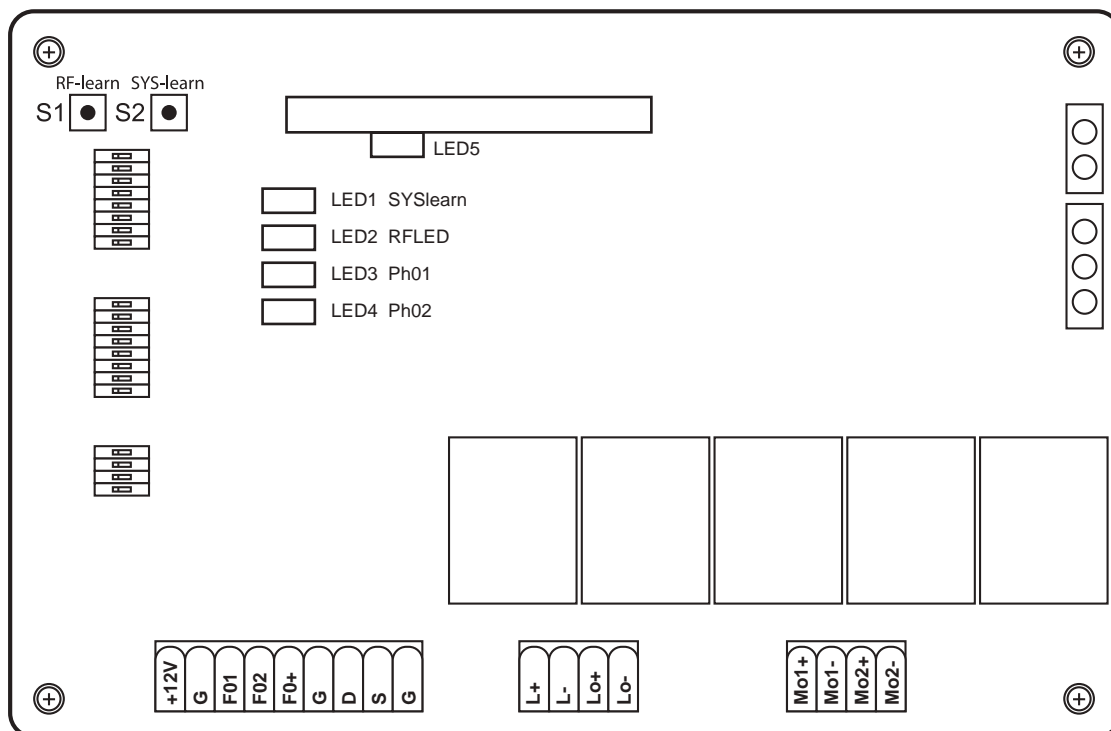 RF-learn SYS-learn
S1 S2
LED5
LED1 SYSlearn
LED2 RFLED
LED3 Ph01
LED4 Ph02
+12V G F01 F02 F0+ G D S G
L+ L- Lo+ Lo-
Mo1+ Mo1- Mo2+ Mo2-